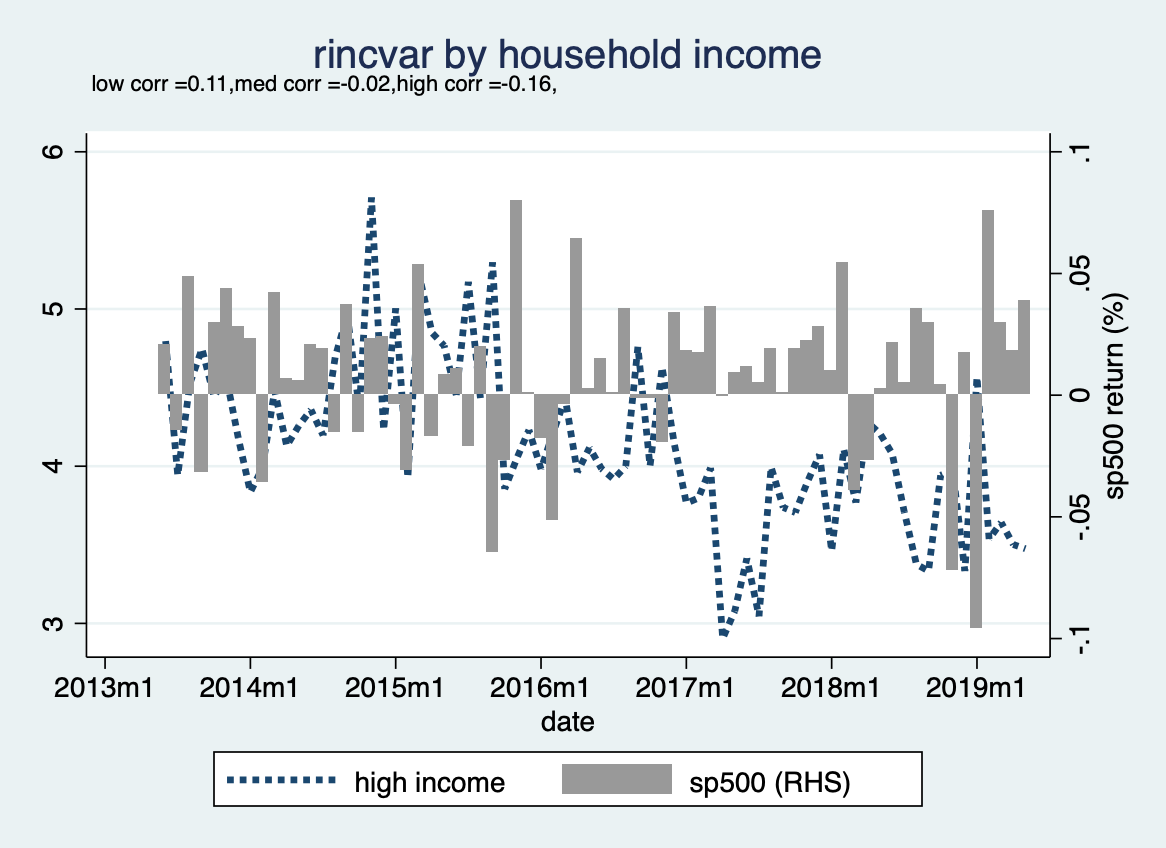 rincvar by household income
low corr =0.11,med corr =-0.02,high corr =-0.16,
6
5
4
3
.1
.05
0
-.05
-.1
sp500 return (%)
2013m1 2014m1 2015m1 2016m1 2017m1 2018m1 2019m1
date
high income sp500 (RHS)